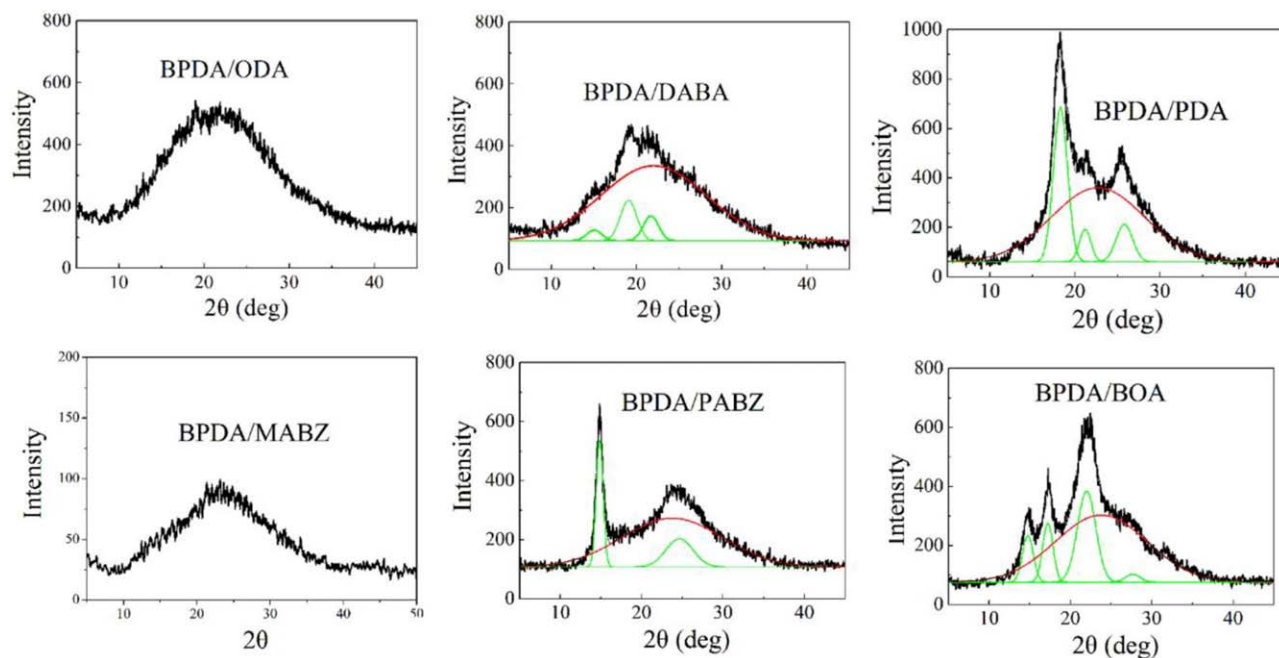 800
600
400
200
0
Intensity
BPDA/ODA
10 20 30 40
2θ (deg)
800
600
400
200
0
Intensity
BPDA/DABA
10 20 30 40
2θ (deg)
1000
800
600
400
200
0
Intensity
BPDA/PDA
10 20 30 40
2θ (deg)
200
150
100
50
0
Intensity
BPDA/MABZ
10 20 30 40 50
2θ
800
600
400
200
0
Intensity
BPDA/PABZ
10 20 30 40
2θ (deg)
800
600
400
200
0
Intensity
BPDA/BOA
10 20 30 40
2θ (deg)